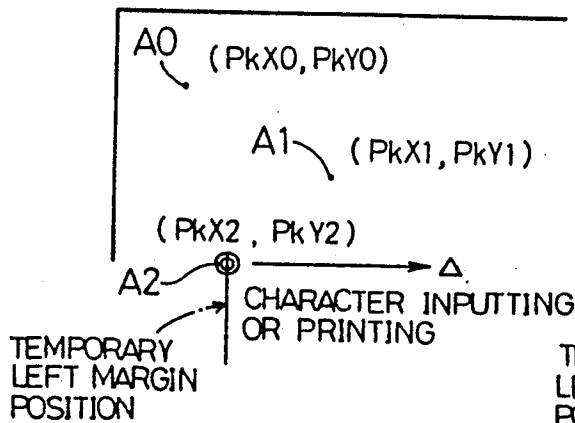 A0
(PkX0, PkY0)
A1
(PkX1, PkY1)
(PkX2, PkY2)
A2
CHARACTER INPUTTING
OR PRINTING
TEMPORARY
LEFT MARGIN
POSITION